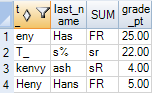 t_ last_name SUM grade_pt
1 eny Has FR 25.00
2 T_ s% sr 22.00
3 kenvy ash sR 4.00
4 Heny Hans FR 5.00